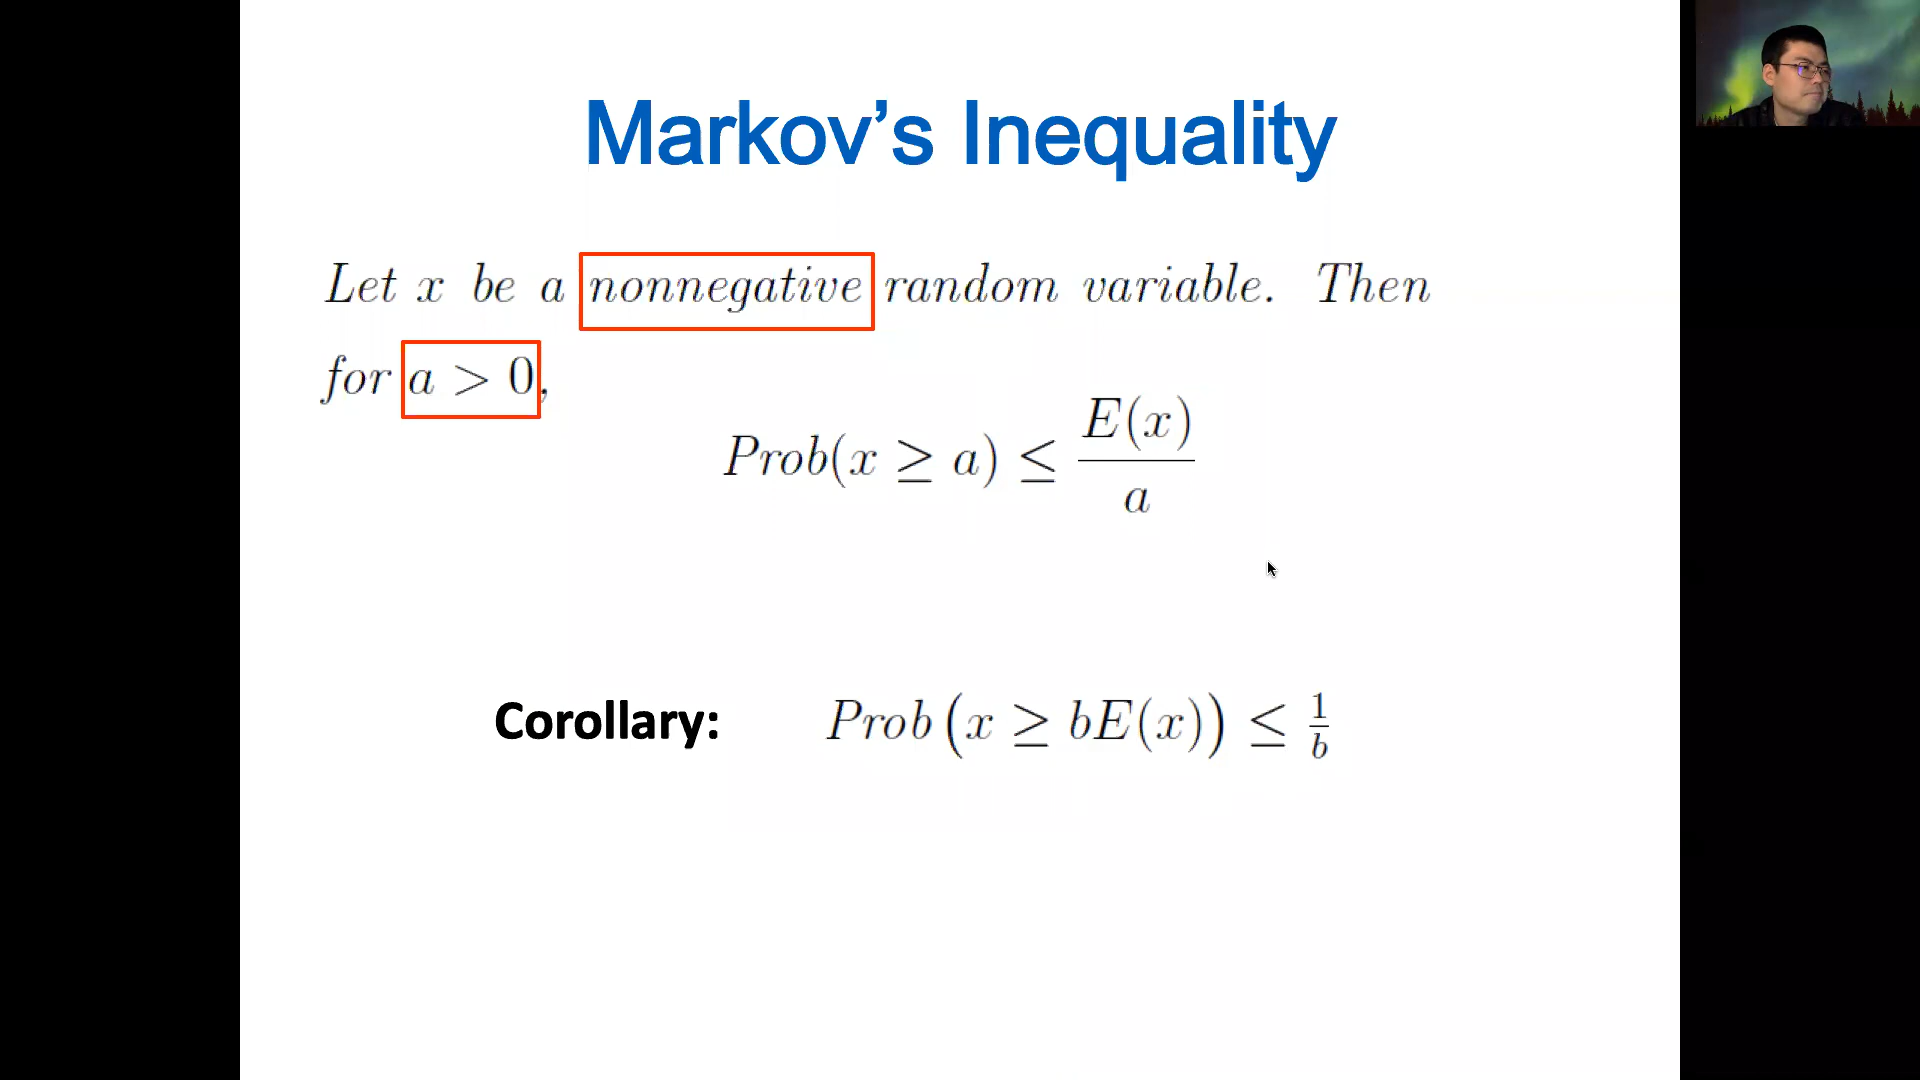 Markov’s Inequality
Let x be a nonnegative random variable. Then
for a > 0,
Prob(x ≥ a) ≤ E(x)/a
Corollary: Prob(x ≥ bE(x)) ≤ 1/b